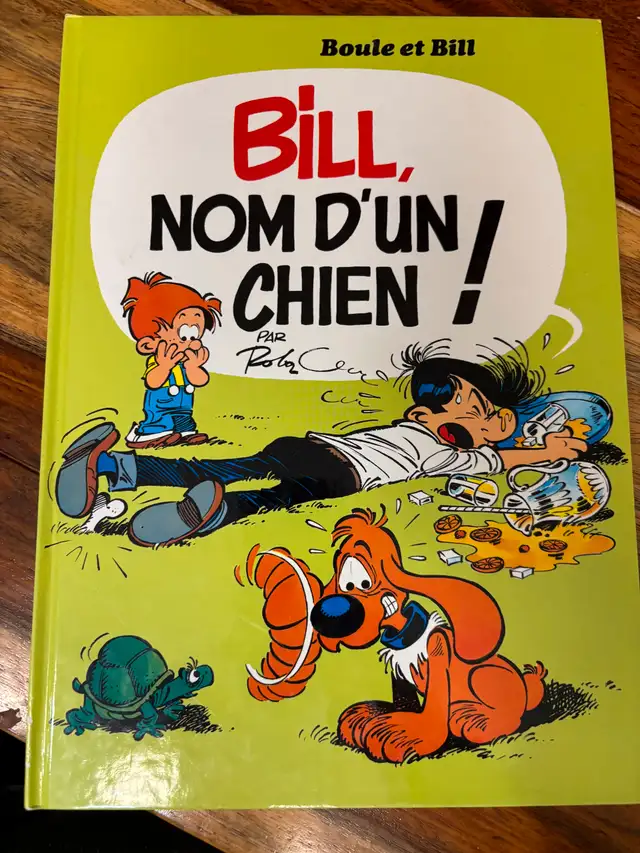 Boule et Bill
BiLL,
NOM D'UN
CHIEN !
PAR
Roba